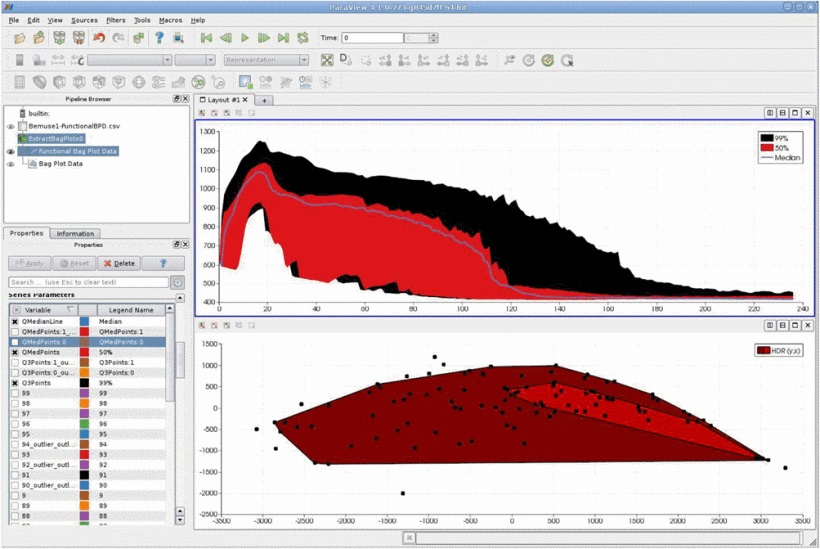 File Edit View Sources Filters Tools Macros Help
Time: 0
Representation
Pipeline Browser
builtin:
Bemuse1-functionalBPD.csv
ExtractBagPlots0
Functional Bag Plot Data
Bag Plot Data
Properties Information
Properties
Apply Reset Delete ?
Search ... (use Esc to clear text)
Series Parameters
Variable Legend Name
QMedianLine Median
QMedPoints:1_... QMedPoints:1
QMedPoints:0 QMedPoints:0
QMedPoints 50%
Q3Points:1_ou... Q3Points:1
Q3Points:0_ou... Q3Points:0
Q3Points 99%
99 99
98 98
97 97
96 96
95 95
94_outlier_outl... 94
93 93
92_outlier_outl... 92
91 91
90_outlier_outl... 90
9 9
89 89
88 88
Layout #1
1300
1200
1100
1000
900
800
700
600
500
400
0 20 40 60 80 100 120 140 160 180 200 220 240
99%
50%
Median
1500
1000
500
0
-500
-1000
-1500
-2000
-2500
-3500 -3000 -2500 -2000 -1500 -1000 -500 0 500 1000 1500 2000 2500 3000 3500
HDR (y,x)